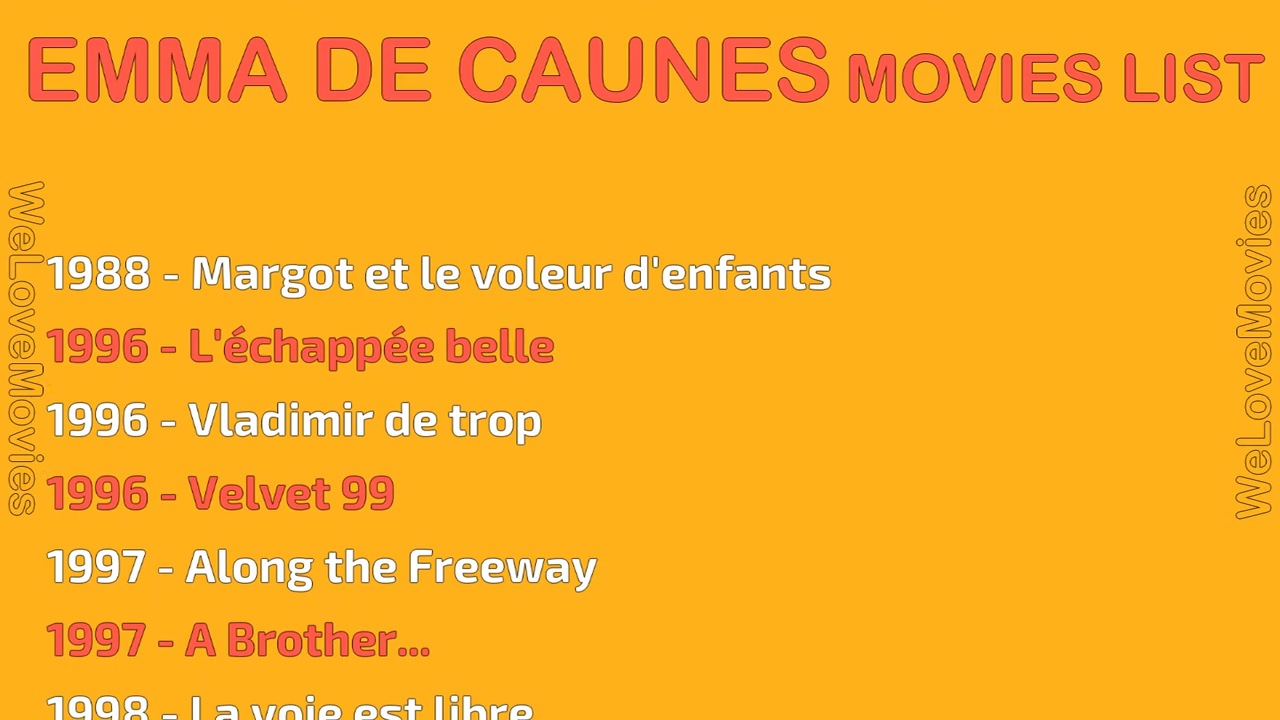 EMMA DE CAUNES MOVIES LIST
WeLoveMovies
1988 - Margot et le voleur d'enfants
1996 - L'échappée belle
1996 - Vladimir de trop
1996 - Velvet 99
1997 - Along the Freeway
1997 - A Brother...
1998 - La voie est libre
WeLoveMovies